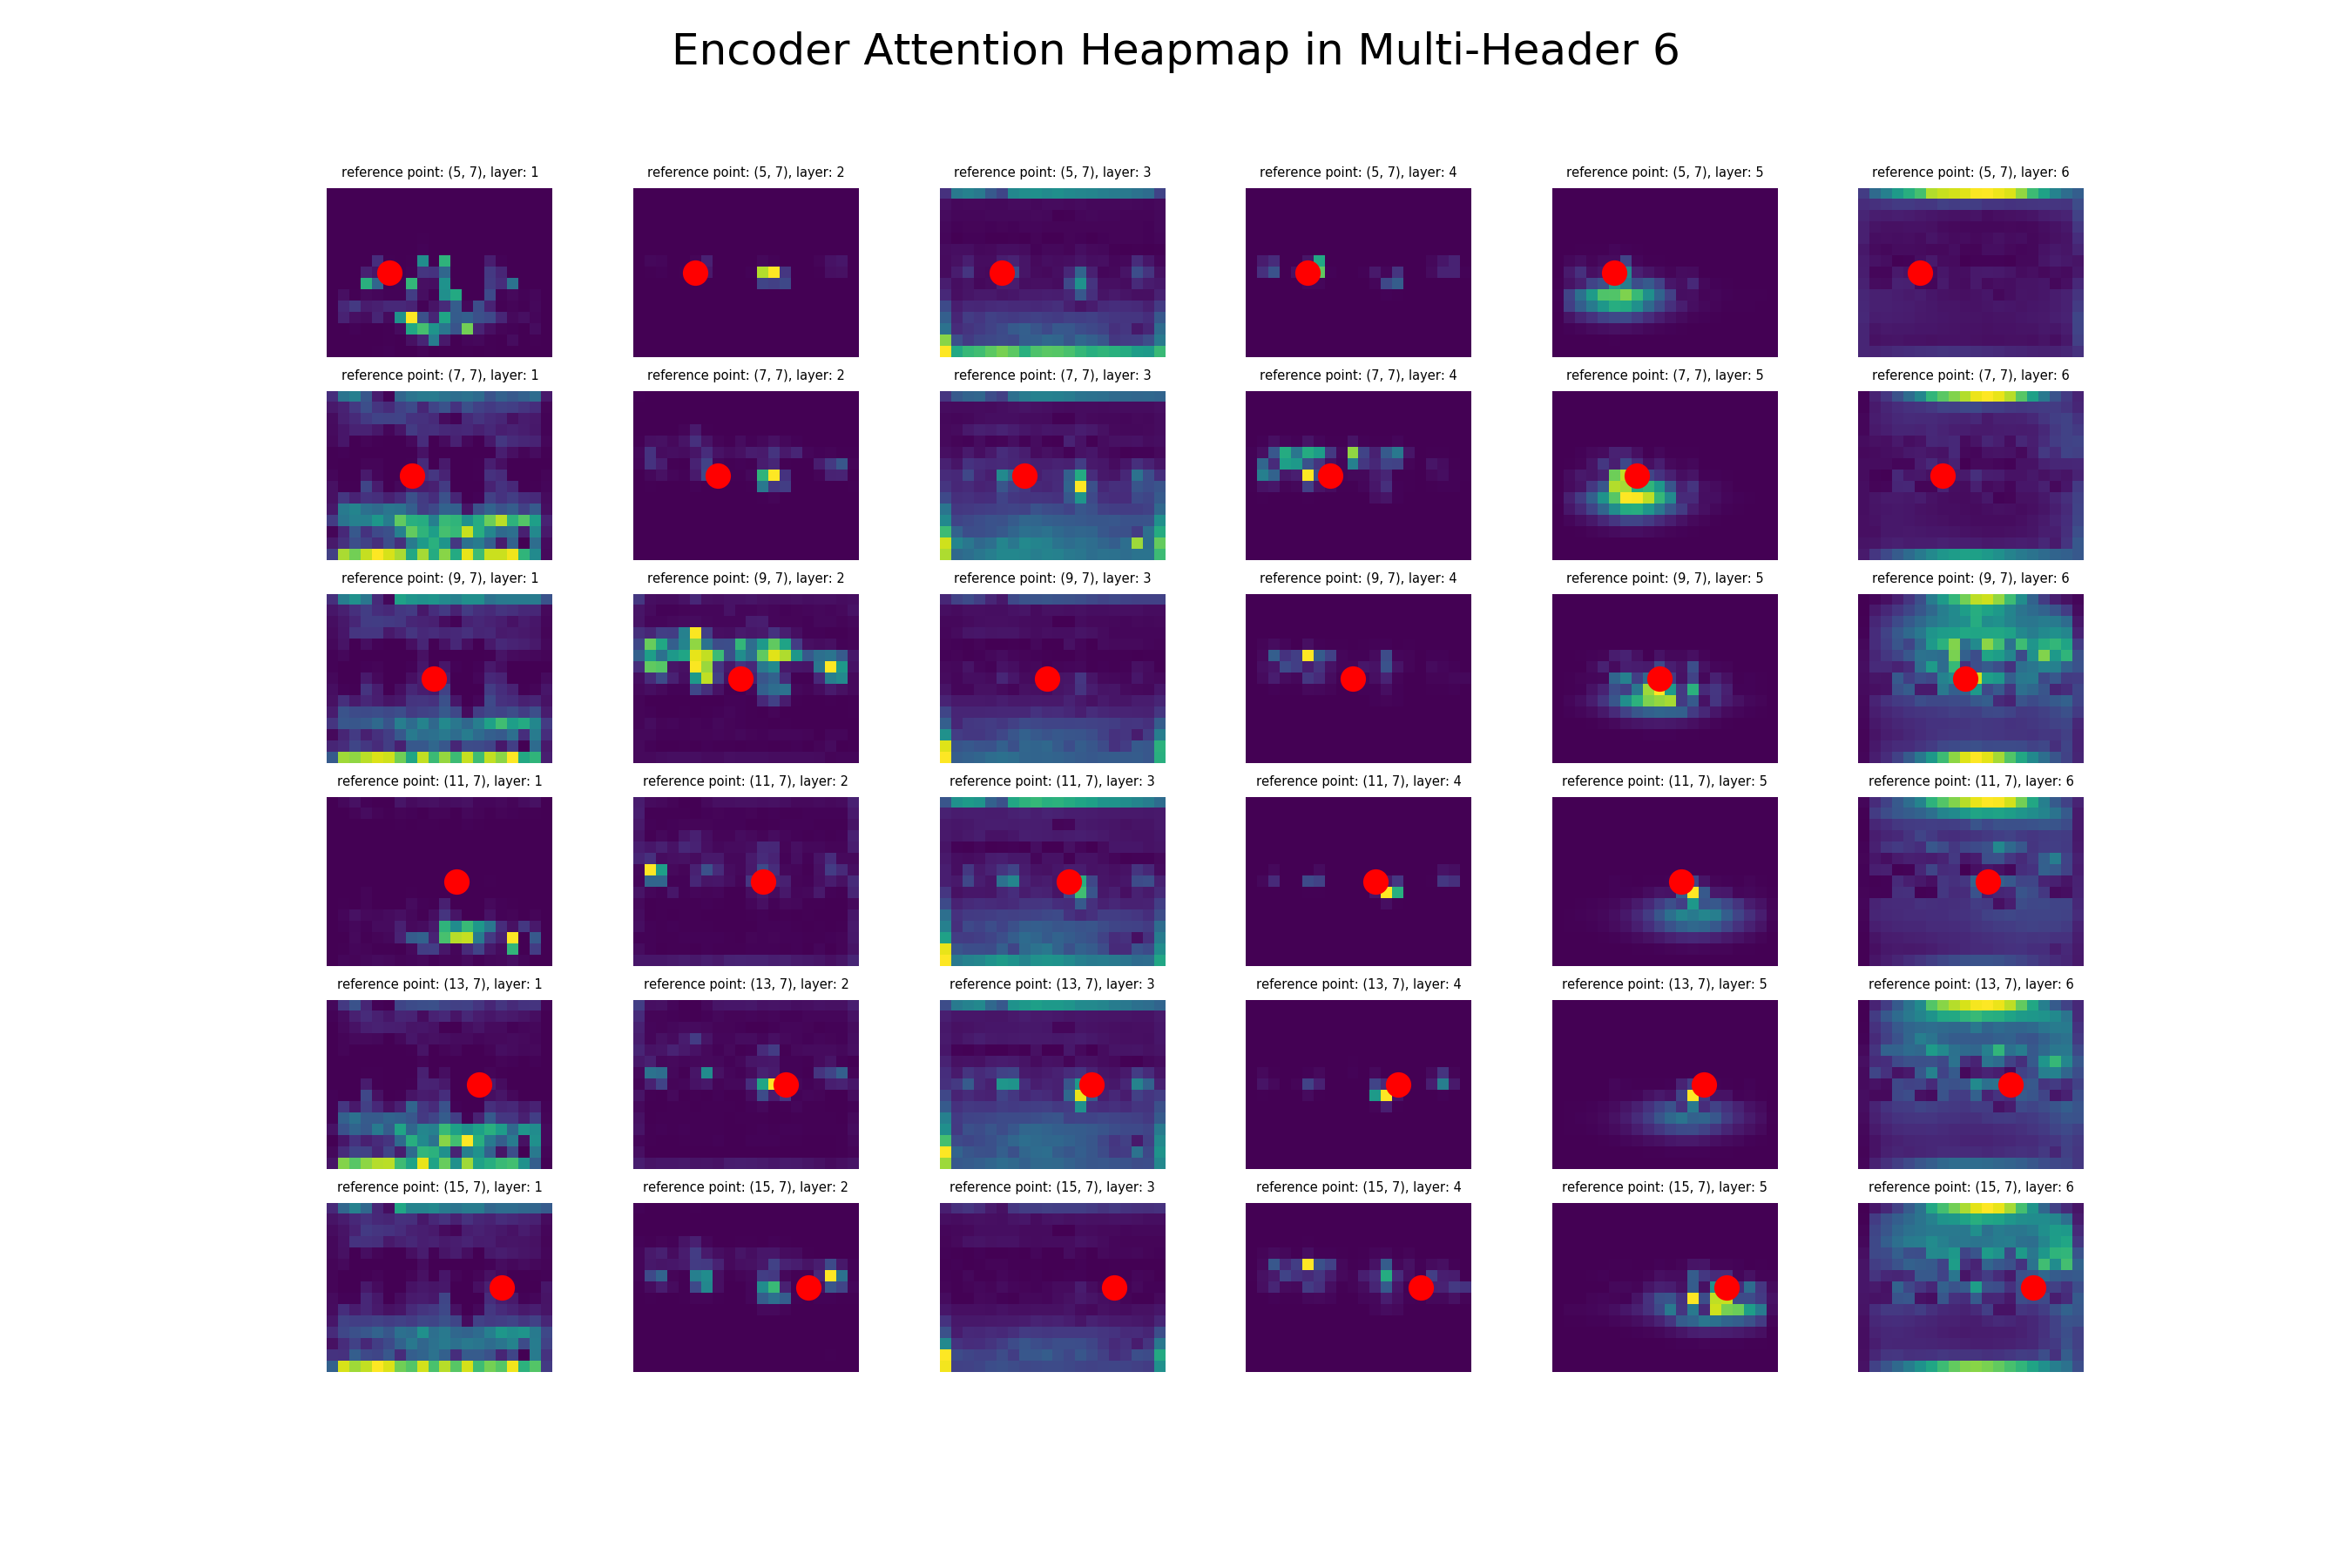 Encoder Attention Heapmap in Multi-Header 6
reference point: (5, 7), layer: 1
reference point: (5, 7), layer: 2
reference point: (5, 7), layer: 3
reference point: (5, 7), layer: 4
reference point: (5, 7), layer: 5
reference point: (5, 7), layer: 6
reference point: (7, 7), layer: 1
reference point: (7, 7), layer: 2
reference point: (7, 7), layer: 3
reference point: (7, 7), layer: 4
reference point: (7, 7), layer: 5
reference point: (7, 7), layer: 6
reference point: (9, 7), layer: 1
reference point: (9, 7), layer: 2
reference point: (9, 7), layer: 3
reference point: (9, 7), layer: 4
reference point: (9, 7), layer: 5
reference point: (9, 7), layer: 6
reference point: (11, 7), layer: 1
reference point: (11, 7), layer: 2
reference point: (11, 7), layer: 3
reference point: (11, 7), layer: 4
reference point: (11, 7), layer: 5
reference point: (11, 7), layer: 6
reference point: (13, 7), layer: 1
reference point: (13, 7), layer: 2
reference point: (13, 7), layer: 3
reference point: (13, 7), layer: 4
reference point: (13, 7), layer: 5
reference point: (13, 7), layer: 6
reference point: (15, 7), layer: 1
reference point: (15, 7), layer: 2
reference point: (15, 7), layer: 3
reference point: (15, 7), layer: 4
reference point: (15, 7), layer: 5
reference point: (15, 7), layer: 6